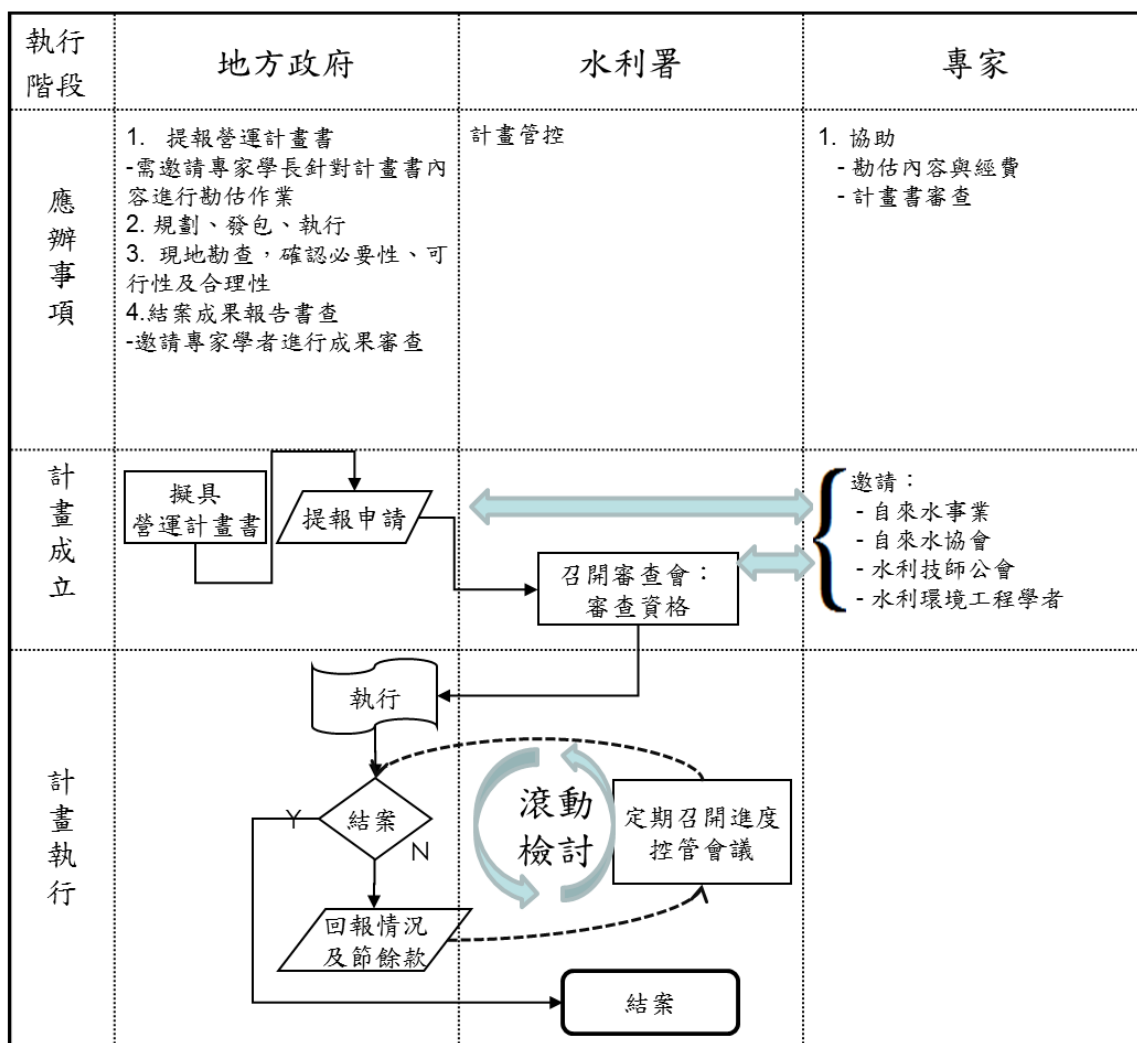 執行
階段
地方政府
水利署
專家
應辦事項
1. 提報營運計畫書
-需邀請專家學長針對計畫書內
容進行勘估作業
2. 規劃、發包、執行
3. 現地勘查，確認必要性、可
行性及合理性
4.結案成果報告書查
-邀請專家學者進行成果審查
計畫管控
1. 協助
- 勘估內容與經費
- 計畫書審查
計畫成立
擬具
營運計畫書
提報申請
召開審查會：
審查資格
邀請：
- 自來水事業
- 自來水協會
- 水利技師公會
- 水利環境工程學者
計畫執行
執行
結案
Y
N
回報情況
及節餘款
滾動
檢討
定期召開進度
控管會議
結案